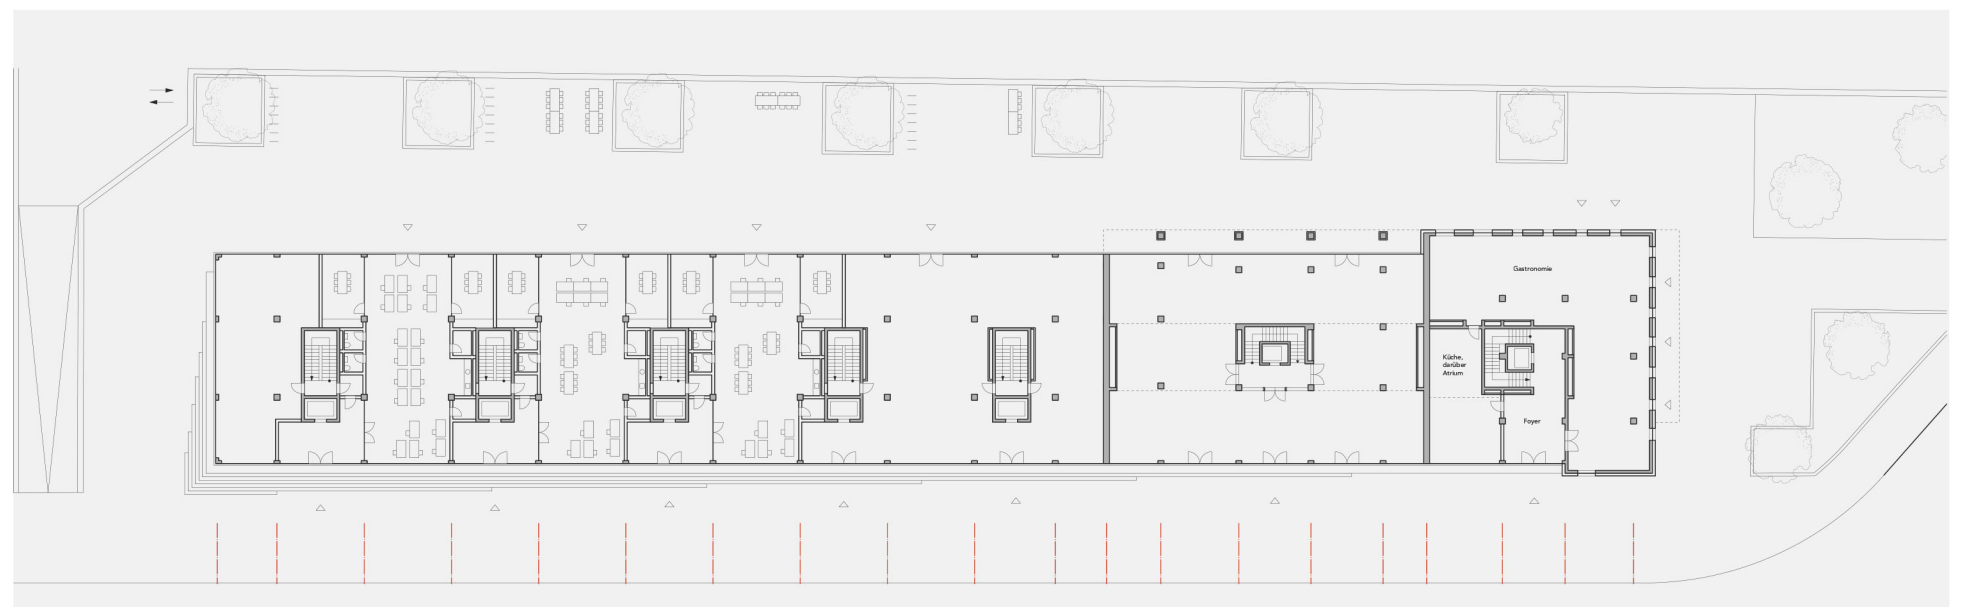 Gastronomie
Küche,
darüber
Atrium
Foyer